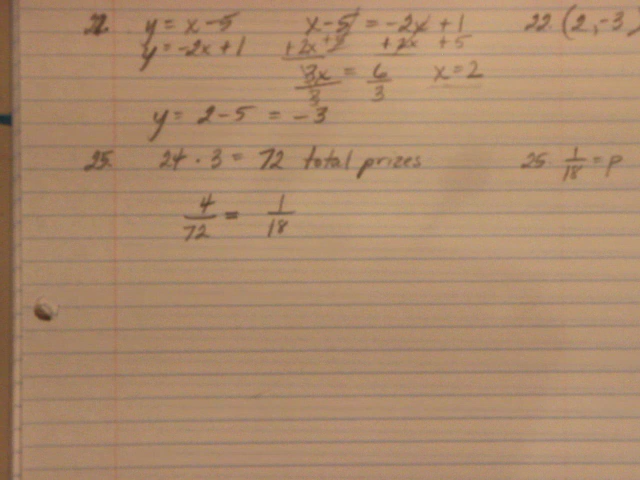 22. y = x - 5 x - 5 = -2x + 1 22. (2, -3)
y = -2x + 1 +2x +5 +2x +5
3x/3 = 6/3 x = 2
y = 2 - 5 = -3
25. 24 · 3 = 72 total prizes 25. 1/18 = p
4/72 = 1/18